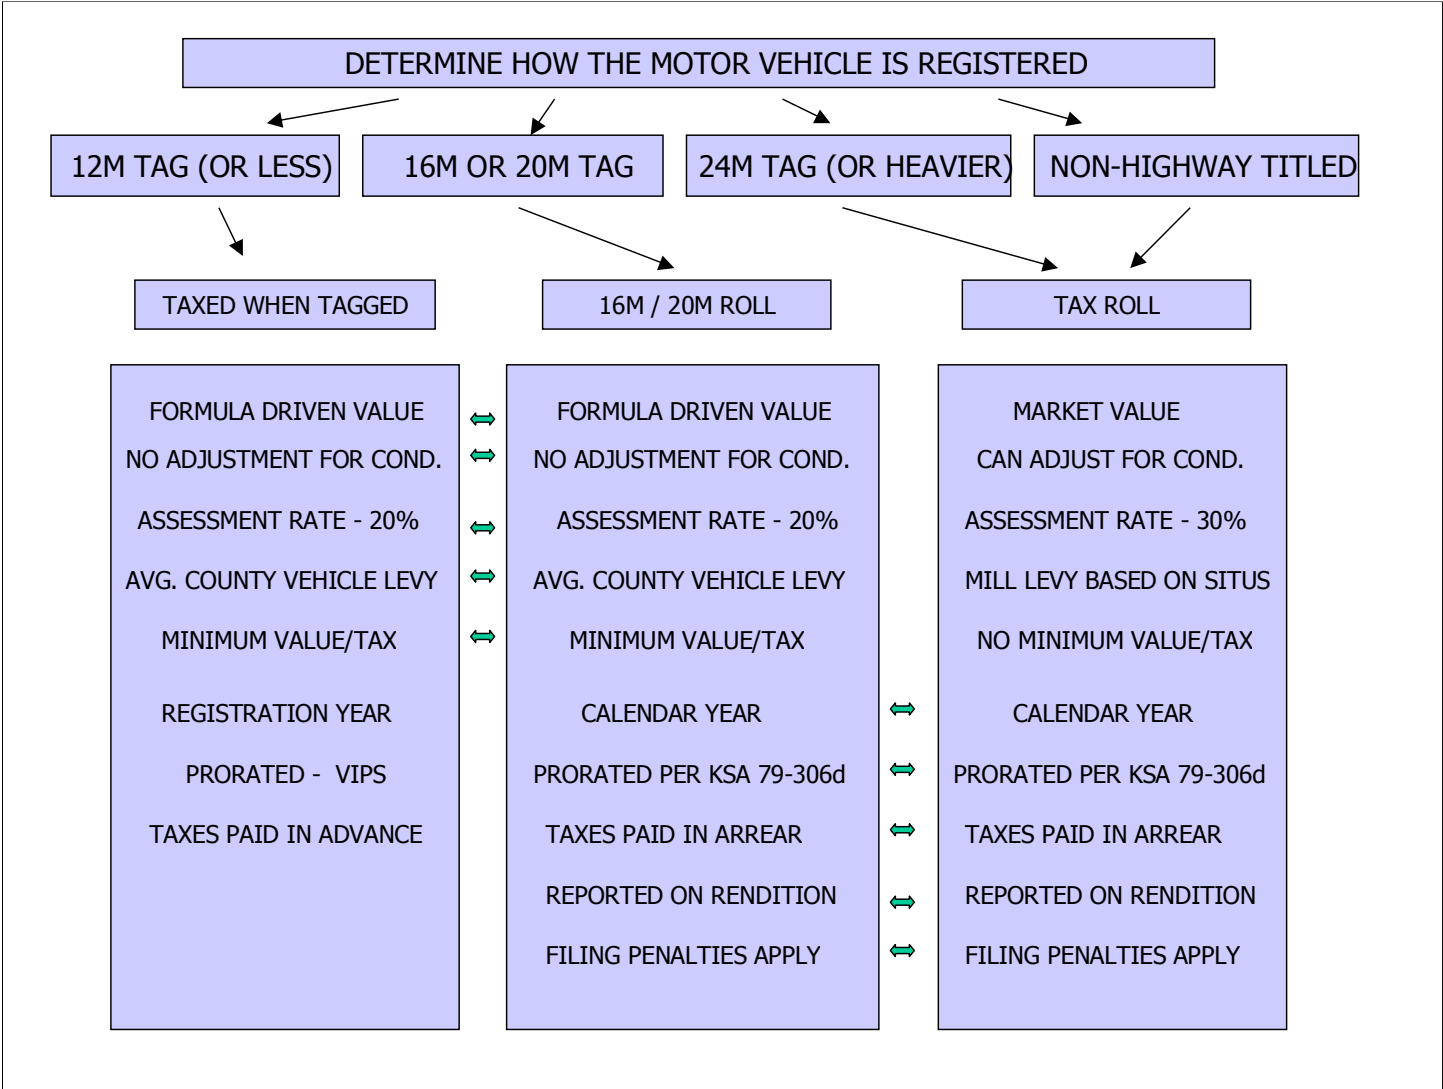 DETERMINE HOW THE MOTOR VEHICLE IS REGISTERED
12M TAG (OR LESS)
16M OR 20M TAG
24M TAG (OR HEAVIER)
NON-HIGHWAY TITLED
TAXED WHEN TAGGED
16M / 20M ROLL
TAX ROLL
FORMULA DRIVEN VALUE
NO ADJUSTMENT FOR COND.
ASSESSMENT RATE - 20%
AVG. COUNTY VEHICLE LEVY
MINIMUM VALUE/TAX
REGISTRATION YEAR
PRORATED - VIPS
TAXES PAID IN ADVANCE
FORMULA DRIVEN VALUE
NO ADJUSTMENT FOR COND.
ASSESSMENT RATE - 20%
AVG. COUNTY VEHICLE LEVY
MINIMUM VALUE/TAX
CALENDAR YEAR
PRORATED PER KSA 79-306d
TAXES PAID IN ARREAR
REPORTED ON RENDITION
FILING PENALTIES APPLY
MARKET VALUE
CAN ADJUST FOR COND.
ASSESSMENT RATE - 30%
MILL LEVY BASED ON SITUS
NO MINIMUM VALUE/TAX
CALENDAR YEAR
PRORATED PER KSA 79-306d
TAXES PAID IN ARREAR
REPORTED ON RENDITION
FILING PENALTIES APPLY